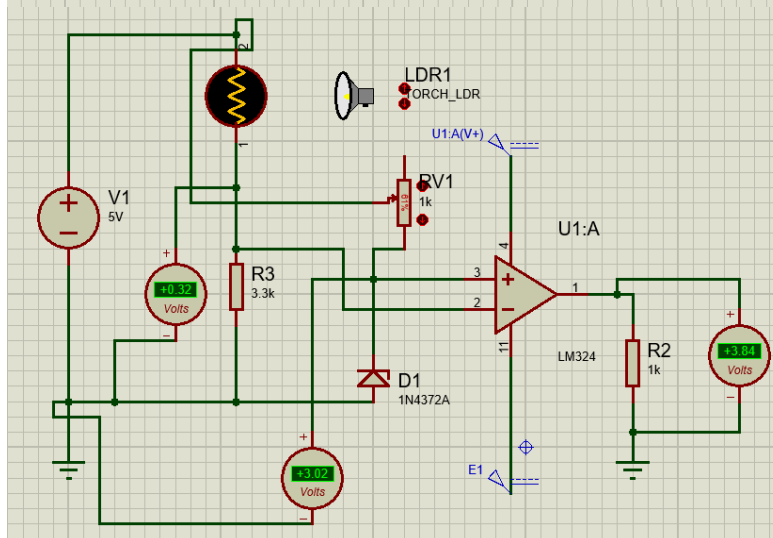 2
LDR1
TORCH_LDR
1
U1:A(V+)
V1
5V
RV1
1k
61%
4
U1:A
+0.32
Volts
R3
3.3k
3
2
1
11
LM324
R2
1k
+3.84
Volts
D1
1N4372A
+3.02
Volts
E1